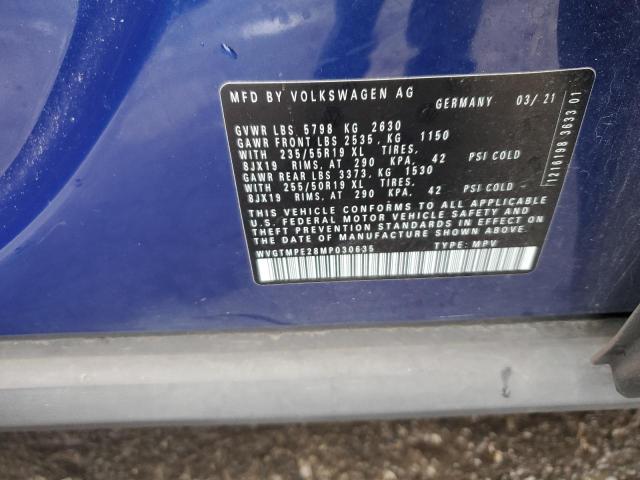 MFD BY VOLKSWAGEN AG GERMANY 03/21
GVWR LBS 5798 KG 2630
GAWR FRONT LBS 2535, KG 1150
WITH 235/55R19 XL TIRES,
8JX19 RIMS, AT 290 KPA, 42 PSI COLD
GAWR REAR LBS 3373, KG 1530
WITH 255/50R19 XL TIRES,
8JX19 RIMS, AT 290 KPA, 42 PSI COLD
THIS VEHICLE CONFORMS TO ALL APPLICABLE
U.S. FEDERAL MOTOR VEHICLE SAFETY AND
THEFT PREVENTION STANDARDS IN EFFECT ON
THE DATE OF MANUFACTURE SHOWN ABOVE
WVGTMPE28MP030635 TYPE: MPV
1216198 3633 01